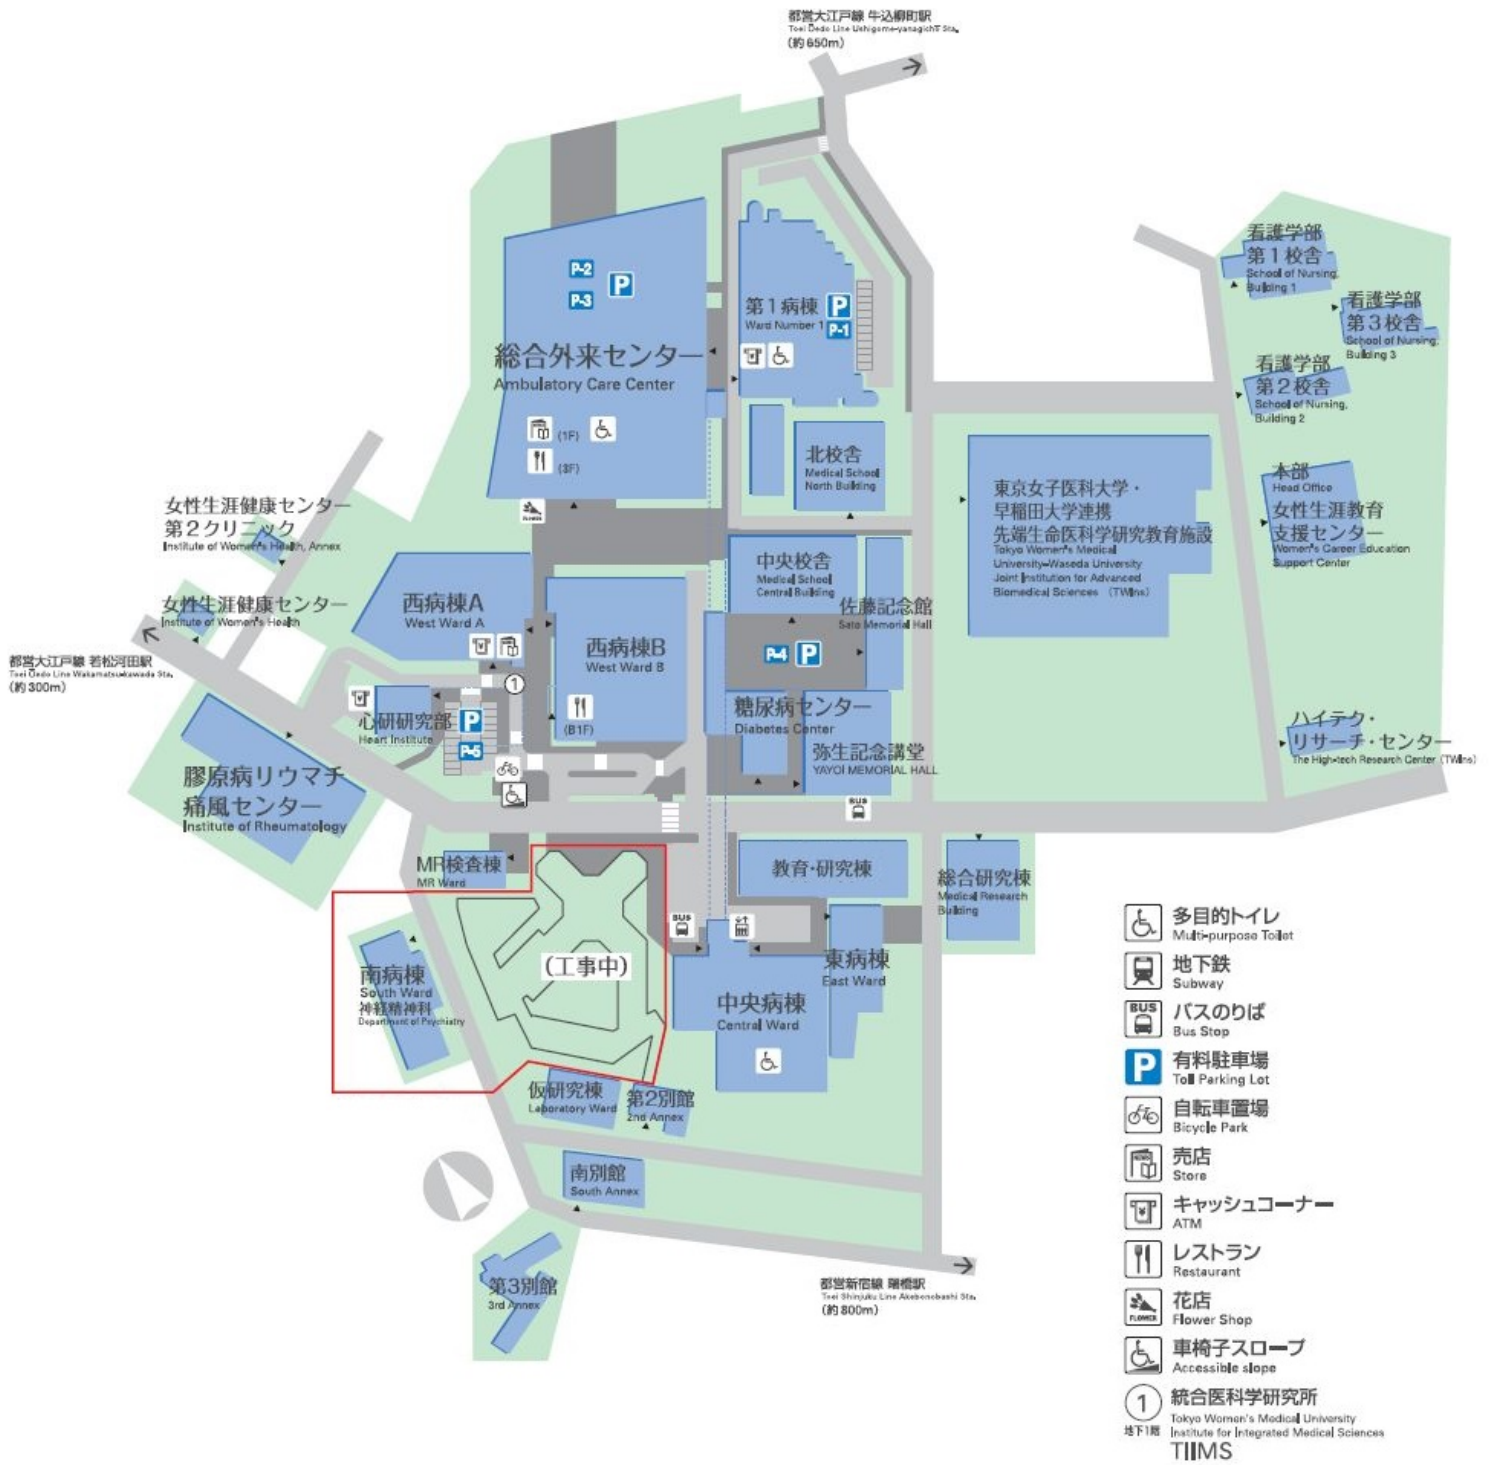 都営大江戸線 牛込柳町駅
Toei Oedo Line Ushigome-yanagichō Sta.
(約650m)
P-2
P-3
P
総合外来センター
Ambulatory Care Center
(1F)
(3F)
FLOWER
第1病棟
Ward Number 1
P
P-1
北校舎
Medical School
North Building
看護学部
第1校舎
School of Nursing,
Building 1
看護学部
第3校舎
School of Nursing,
Building 3
看護学部
第2校舎
School of Nursing,
Building 2
本部
Head Office
女性生涯教育
支援センター
Women's Career Education
Support Center
東京女子医科大学・
早稲田大学連携
先端生命医科学研究教育施設
Tokyo Women's Medical
University-Waseda University
Joint Institution for Advanced
Biomedical Sciences (TWIns)
女性生涯健康センター
第2クリニック
Institute of Women's Health, Annex
女性生涯健康センター
Institute of Women's Health
都営大江戸線 若松河田駅
Toei Oedo Line Wakamatsu-kawada Sta.
(約300m)
西病棟A
West Ward A
西病棟B
West Ward B
(B1F)
1
中央校舎
Medical School
Central Building
佐藤記念館
Sato Memorial Hall
P-4
P
糖尿病センター
Diabetes Center
弥生記念講堂
YAYOI MEMORIAL HALL
心研研究部
Heart Institute
P
P-5
膠原病リウマチ
痛風センター
Institute of Rheumatology
ハイテク・
リサーチ・センター
The High-tech Research Center (TWIns)
BUS
MR検査棟
MR Ward
教育・研究棟
総合研究棟
Medical Research
Building
BUS
(工事中)
南病棟
South Ward
神経精神科
Department of Psychiatry
東病棟
East Ward
中央病棟
Central Ward
仮研究棟
Laboratory Ward
第2別館
2nd Annex
南別館
South Annex
第3別館
3rd Annex
都営新宿線 曙橋駅
Toei Shinjuku Line Akebonobashi Sta.
(約800m)
多目的トイレ
Multi-purpose Toilet
地下鉄
Subway
BUS
バスのりば
Bus Stop
P
有料駐車場
Toll Parking Lot
自転車置場
Bicycle Park
売店
Store
キャッシュコーナー
ATM
レストラン
Restaurant
FLOWER
花店
Flower Shop
車椅子スロープ
Accessible slope
1
地下1階
統合医科学研究所
Tokyo Women's Medical University
Institute for Integrated Medical Sciences
TIIMS